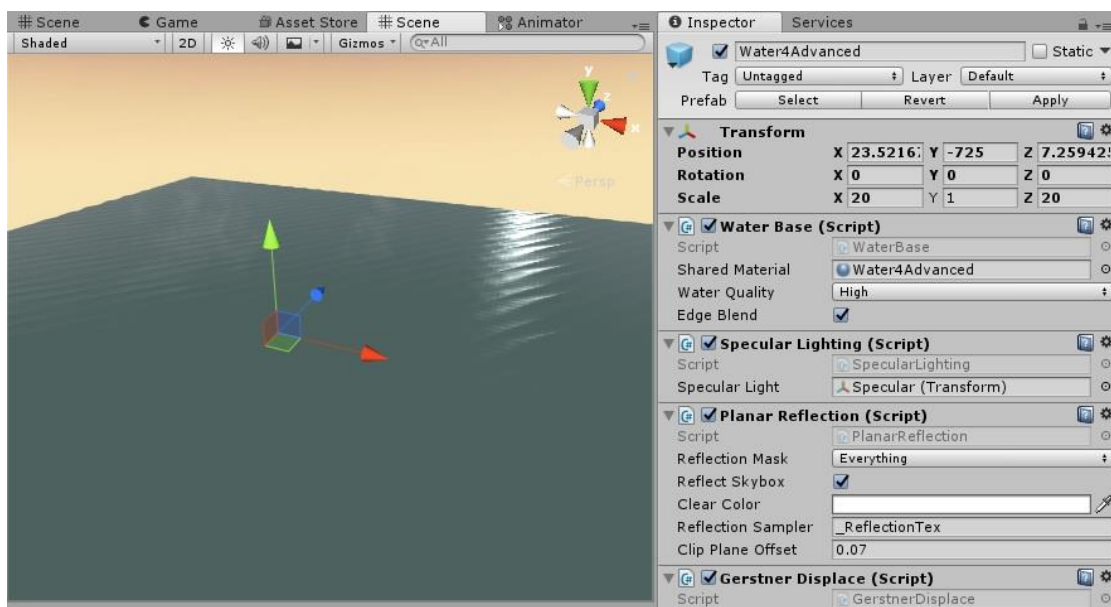 Scene Game Asset Store Scene Animator
Shaded 2D Gizmos All
y
z
x
Persp
Inspector Services
Water4Advanced Static
Tag Untagged Layer Default
Prefab Select Revert Apply
Transform
Position X 23.5216 Y -725 Z 7.259425
Rotation X 0 Y 0 Z 0
Scale X 20 Y 1 Z 20
Water Base (Script)
Script WaterBase
Shared Material Water4Advanced
Water Quality High
Edge Blend
Specular Lighting (Script)
Script SpecularLighting
Specular Light Specular (Transform)
Planar Reflection (Script)
Script PlanarReflection
Reflection Mask Everything
Reflect Skybox
Clear Color
Reflection Sampler _ReflectionTex
Clip Plane Offset 0.07
Gerstner Displace (Script)
Script GerstnerDisplace